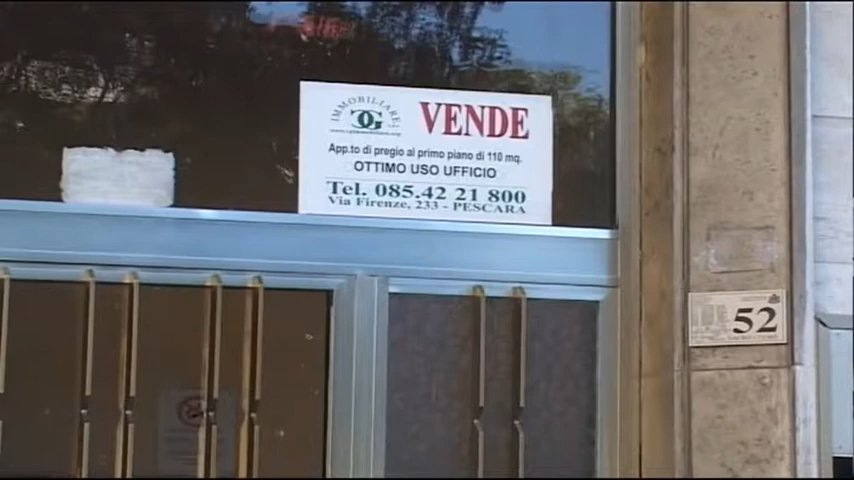 IMMOBILIARE
VENDE
App.to di pregio al primo piano di 110 mq.
OTTIMO USO UFFICIO
Tel. 085.42 21 800
Via Firenze, 233 - PESCARA
52